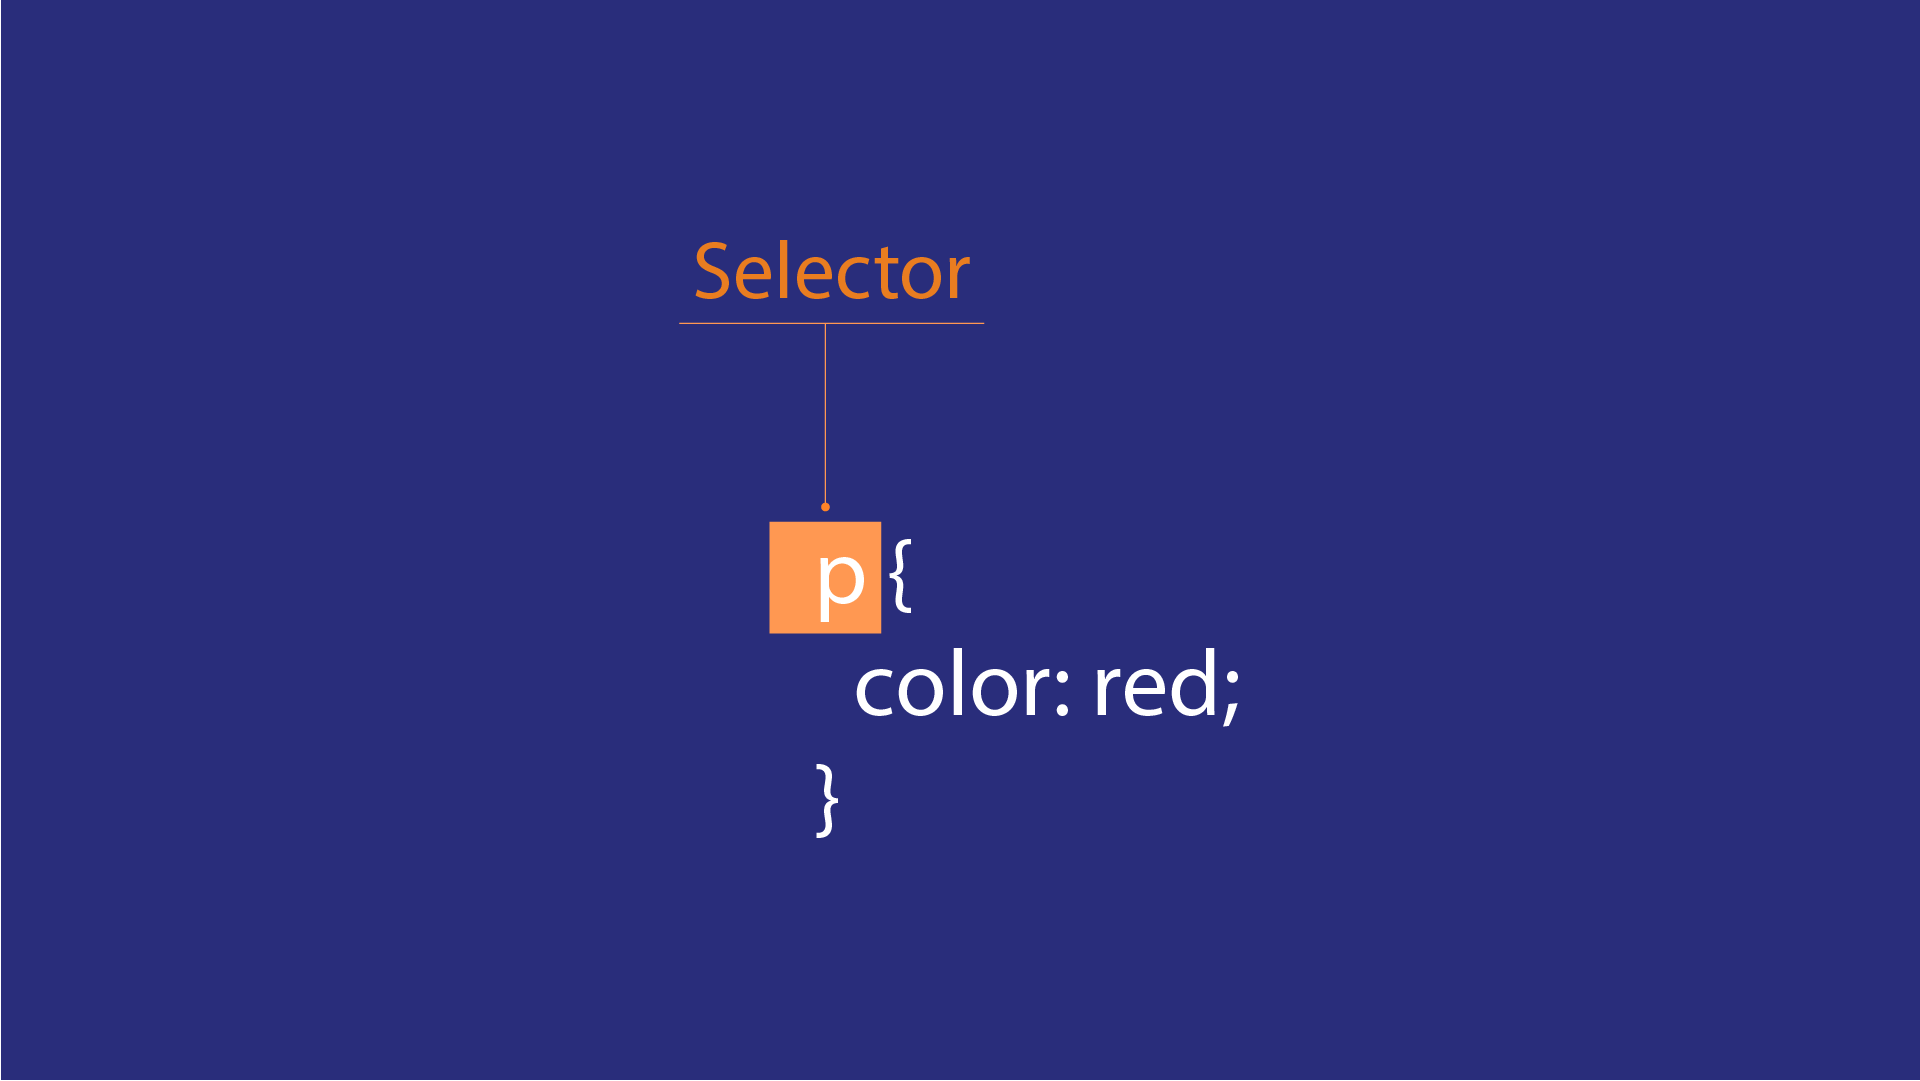 Selector
p {
color: red;
}